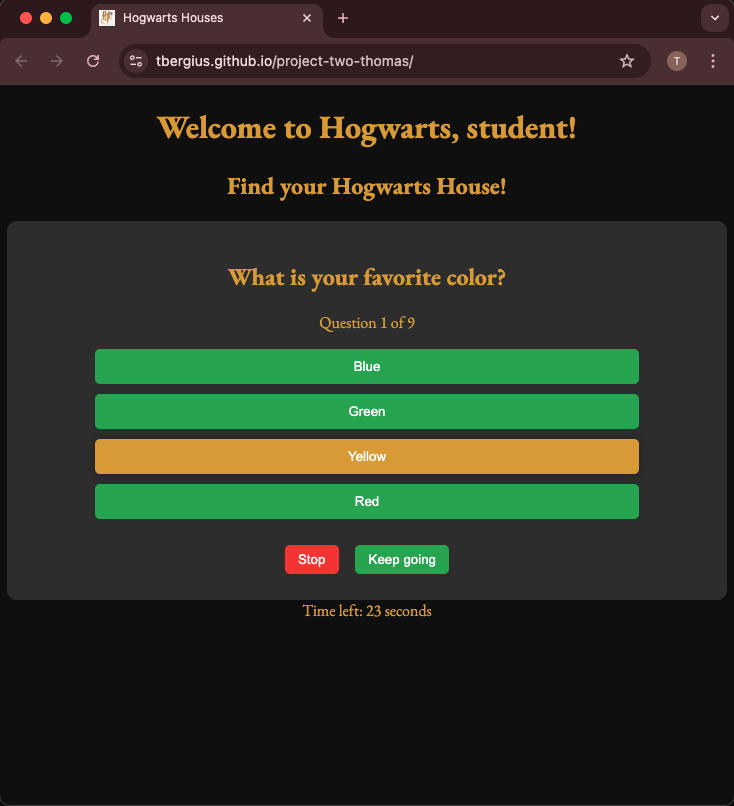 Hogwarts Houses
tbergius.github.io/project-two-thomas/
T
Welcome to Hogwarts, student!
Find your Hogwarts House!
What is your favorite color?
Question 1 of 9
Blue
Green
Yellow
Red
Stop Keep going
Time left: 23 seconds